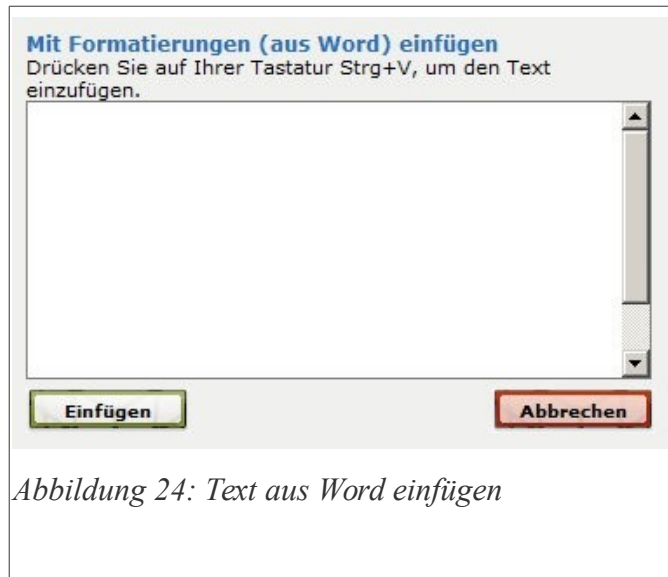 Mit Formatierungen (aus Word) einfügen
Drücken Sie auf Ihrer Tastatur Strg+V, um den Text
einzufügen.
Einfügen
Abbrechen
Abbildung 24: Text aus Word einfügen